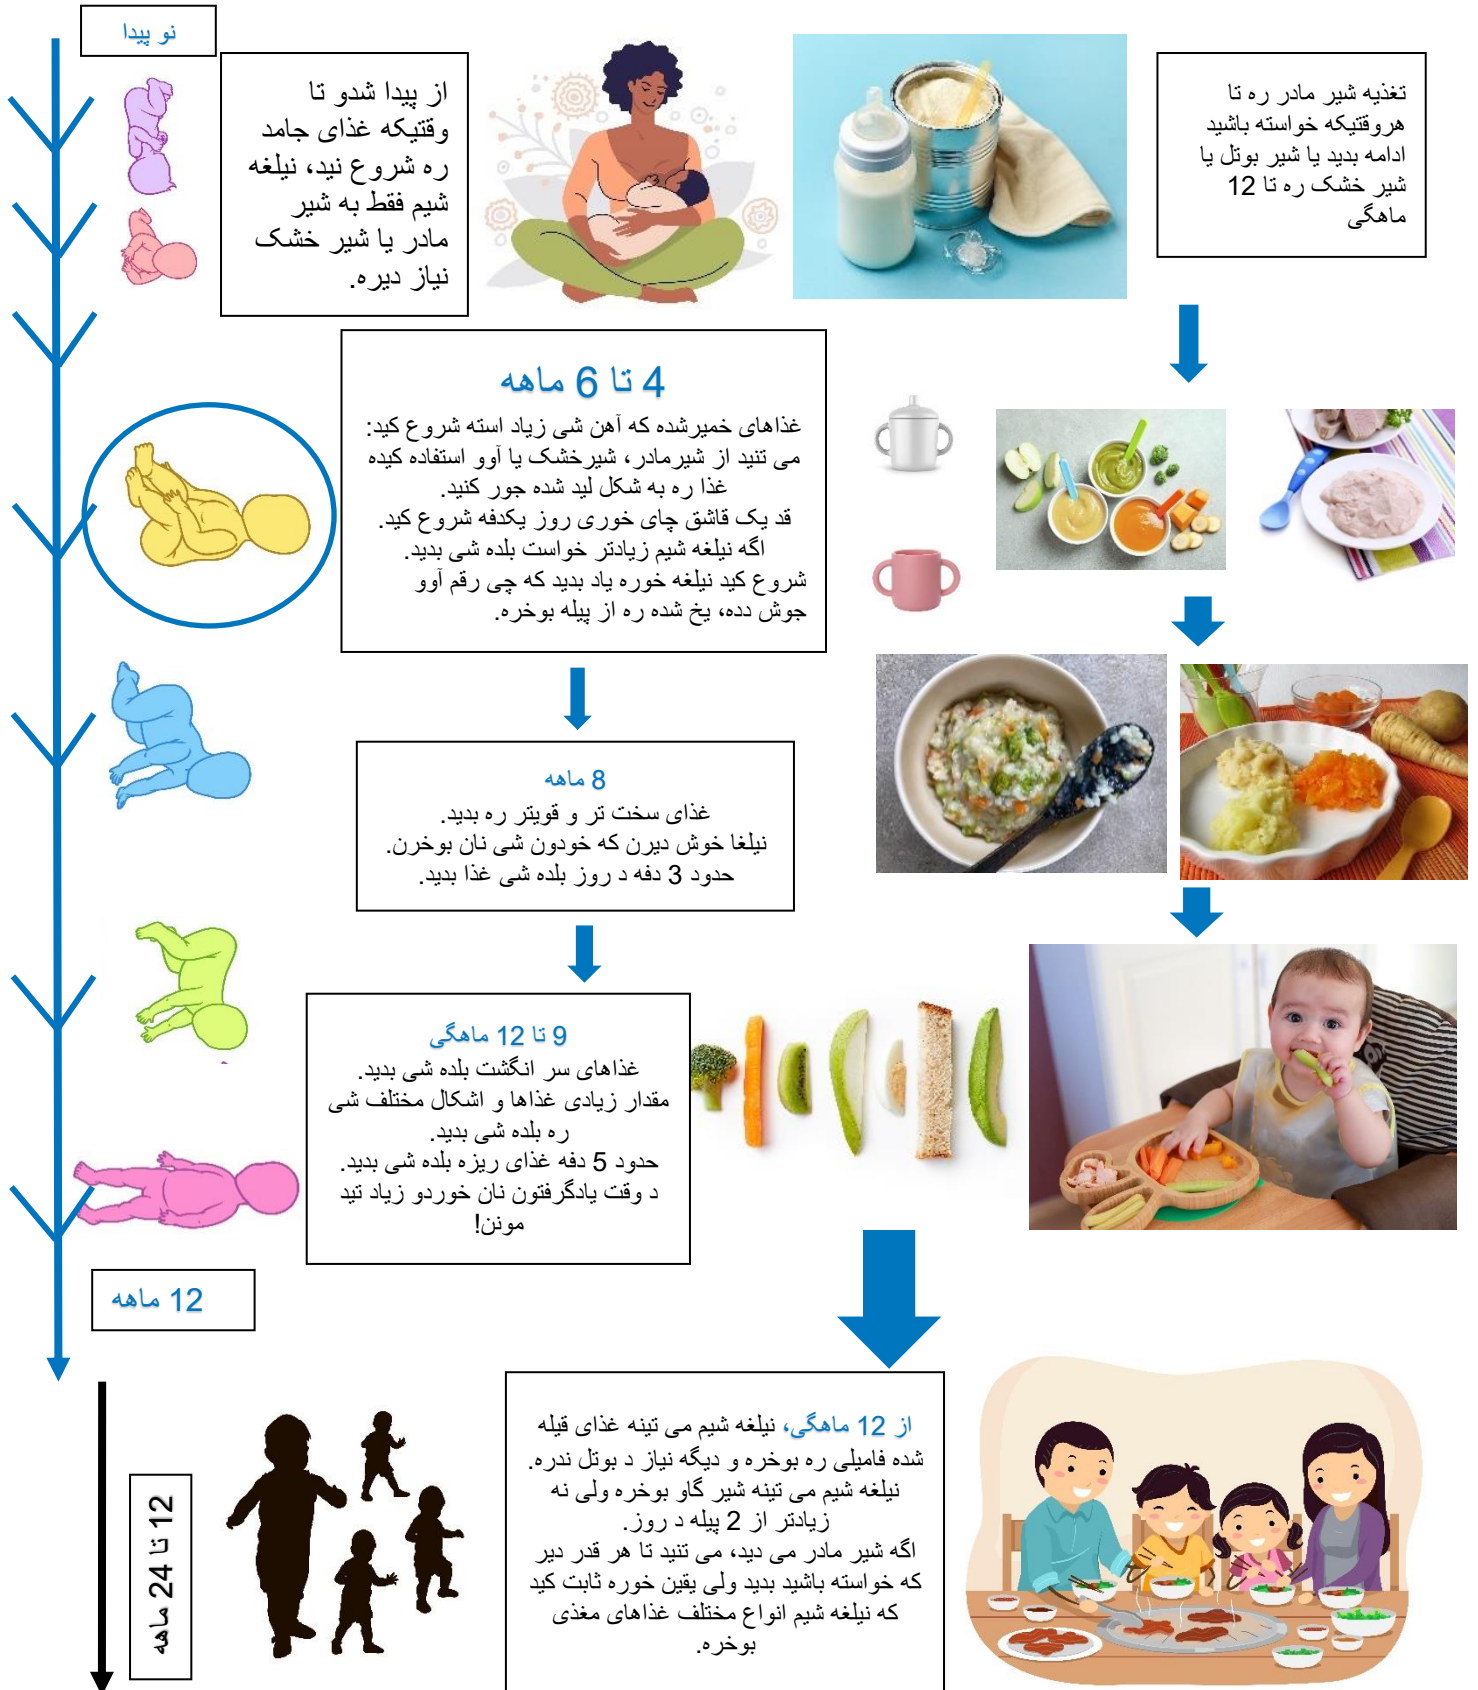 نو پیدا
از پیدا شدو تا
وقتیکه غذای جامد
ره شروع نید، نیلغه
شیم فقط به شیر
مادر یا شیر خشک
نیاز دیره.
تغذیه شیر مادر ره تا
هروقتیکه خواسته باشید
ادامه بدید یا شیر بوتل یا
شیر خشک ره تا 12
ماهگی
4 تا 6 ماهه
غذاهای خمیرشده که آهن شی زیاد استه شروع کید:
می تنید از شیرمادر، شیرخشک یا آوو استفاده کیده
غذا ره به شکل لید شده جور کنید.
قد یک قاشق چای خوری روز یکدفه شروع کید.
اگه نیلغه شیم زیادتر خواست بلده شی بدید.
شروع کید نیلغه خوره یاد بدید که چی رقم آوو
جوش دده، یخ شده ره از پیله بوخره.
8 ماهه
غذای سخت تر و قویتر ره بدید.
نیلغا خوش دیرن که خودون شی نان بوخرن.
حدود 3 دفه د روز بلده شی غذا بدید.
9 تا 12 ماهگی
غذاهای سر انگشت بلده شی بدید.
مقدار زیادی غذاها و اشکال مختلف شی
ره بلده شی بدید.
حدود 5 دفه غذای ریزه بلده شی بدید.
د وقت یادگرفتون نان خوردو زیاد تید
مونن!
12 ماهه
از 12 ماهگی، نیلغه شیم می تینه غذای قیله
شده فامیلی ره بوخره و دیگه نیاز د بوتل ندره.
نیلغه شیم می تینه شیر گاو بوخره ولی نه
زیادتر از 2 پیله د روز.
اگه شیر مادر می دید، می تنید تا هر قدر دیر
که خواسته باشید بدید ولی یقین خوره ثابت کید
که نیلغه شیم انواع مختلف غذاهای مغذی
بوخره.
12 تا 24 ماهه